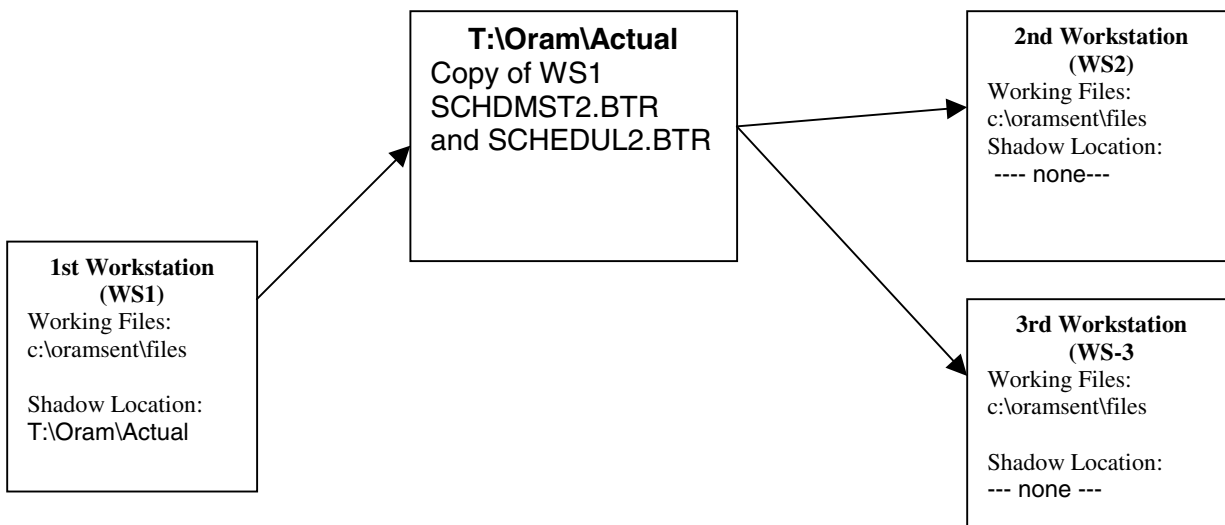 T:\Oram\Actual
Copy of WS1
SCHDMST2.BTR
and SCHEDUL2.BTR
1st Workstation
(WS1)
Working Files:
c:\oramsent\files
Shadow Location:
T:\Oram\Actual
2nd Workstation
(WS2)
Working Files:
c:\oramsent\files
Shadow Location:
---- none---
3rd Workstation
(WS-3
Working Files:
c:\oramsent\files
Shadow Location:
--- none ---